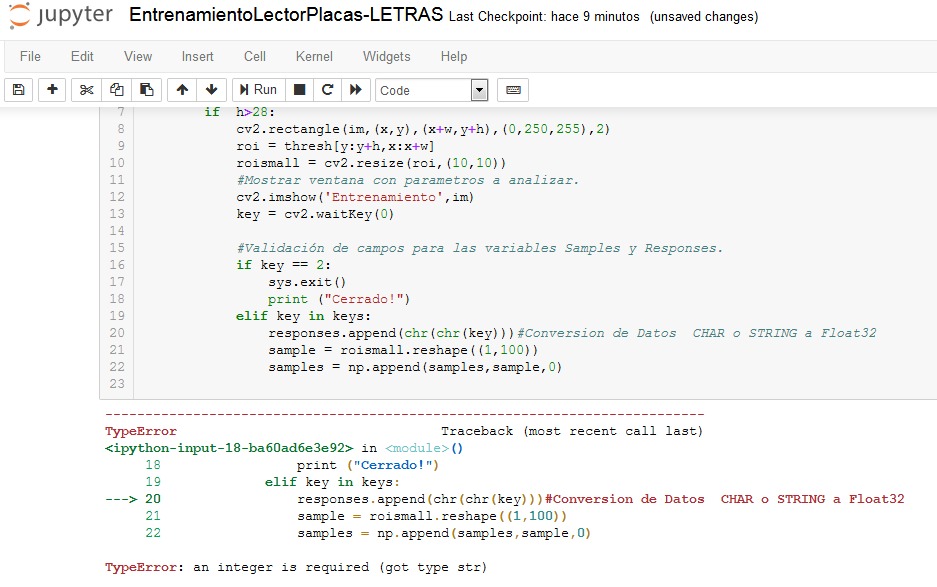 jupyter EntrenamientoLectorPlacas-LETRAS Last Checkpoint: hace 9 minutos (unsaved changes)
File Edit View Insert Cell Kernel Widgets Help
Run Code
7 if h>28:
8 cv2.rectangle(im,(x,y),(x+w,y+h),(0,250,255),2)
9 roi = thresh[y:y+h,x:x+w]
10 roismall = cv2.resize(roi,(10,10))
11 #Mostrar ventana con parametros a analizar.
12 cv2.imshow('Entrenamiento',im)
13 key = cv2.waitKey(0)
14
15 #Validación de campos para las variables Samples y Responses.
16 if key == 2:
17 sys.exit()
18 print ("Cerrado!")
19 elif key in keys:
20 responses.append(chr(chr(key)))#Conversion de Datos  CHAR o STRING a Float32
21 sample = roismall.reshape((1,100))
22 samples = np.append(samples,sample,0)
23
---------------------------------------------------------------------------
TypeError Traceback (most recent call last)
<ipython-input-18-ba60ad6e3e92> in <module>()
18 print ("Cerrado!")
19 elif key in keys:
---> 20 responses.append(chr(chr(key)))#Conversion de Datos  CHAR o STRING a Float32
21 sample = roismall.reshape((1,100))
22 samples = np.append(samples,sample,0)
TypeError: an integer is required (got type str)